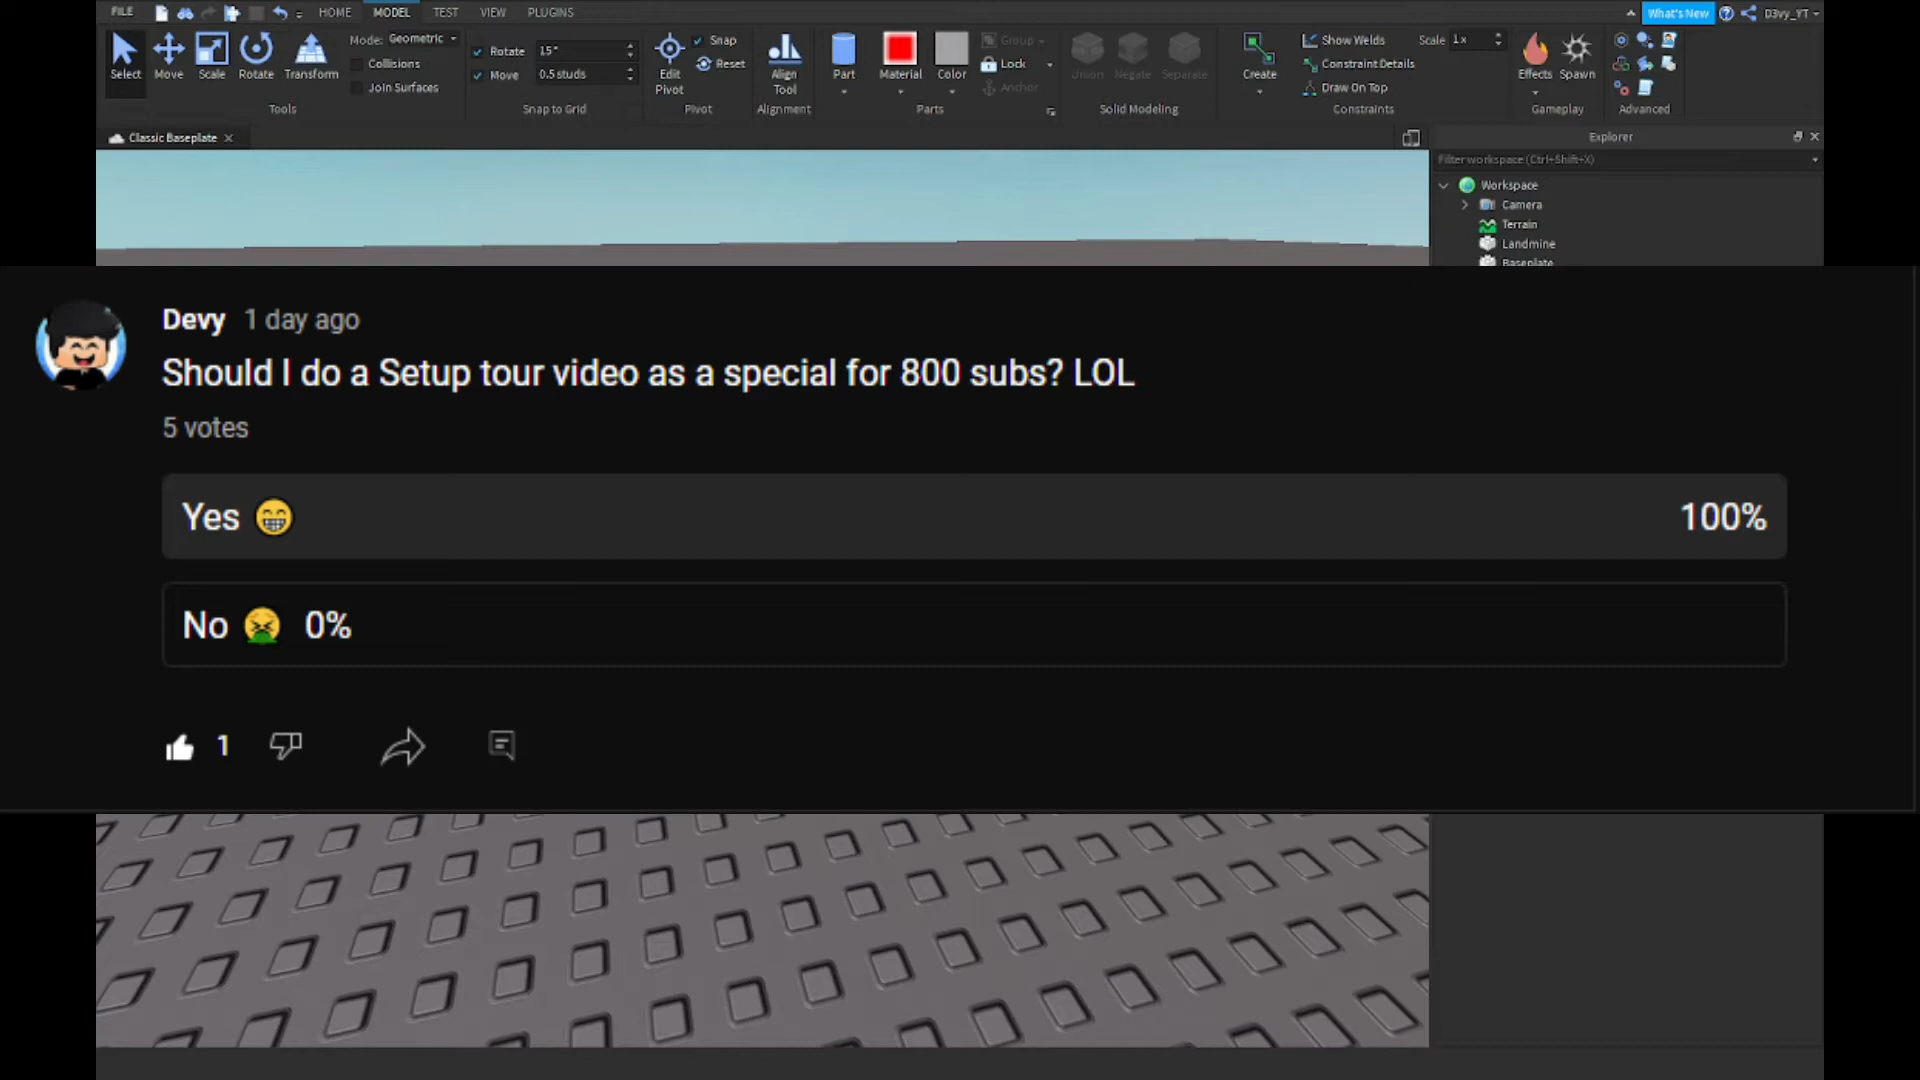 FILE HOME MODEL TEST VIEW PLUGINS What's New D3vy_YT
Select Move Scale Rotate Transform
Mode: Geometric
Collisions
Join Surfaces
Tools
Rotate 15°
Move 0.5 studs
Snap to Grid
Edit Pivot
Snap
Reset
Pivot
Align Tool
Alignment
Part Material Color
Group
Lock
Anchor
Parts
Union Negate Separate
Solid Modeling
Create
Show Welds Scale 1x
Constraint Details
Draw On Top
Constraints
Effects Spawn
Gameplay
Advanced
Classic Baseplate
Explorer
Filter workspace (Ctrl+Shift+X)
Workspace
Camera
Terrain
Landmine
Baseplate
Devy 1 day ago
Should I do a Setup tour video as a special for 800 subs? LOL
5 votes
Yes 😁 100%
No 🤮 0%
1